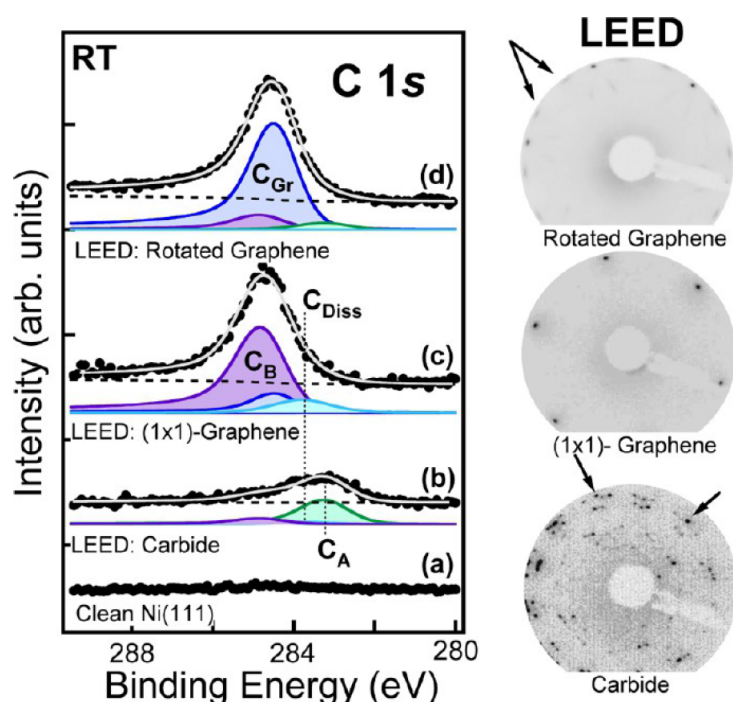 RT
C 1s
C_Gr
(d)
LEED: Rotated Graphene
C_Diss
C_B
(c)
LEED: (1x1)-Graphene
(b)
LEED: Carbide
C_A
(a)
Clean Ni(111)
288
284
280
Binding Energy (eV)
Intensity (arb. units)
LEED
Rotated Graphene
(1x1)- Graphene
Carbide